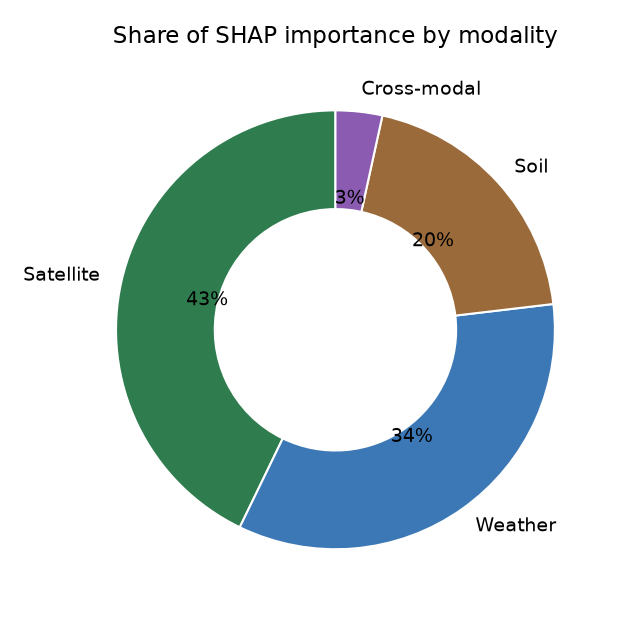 Share of SHAP importance by modality
Cross-modal
Soil
3%
20%
Satellite
43%
34%
Weather